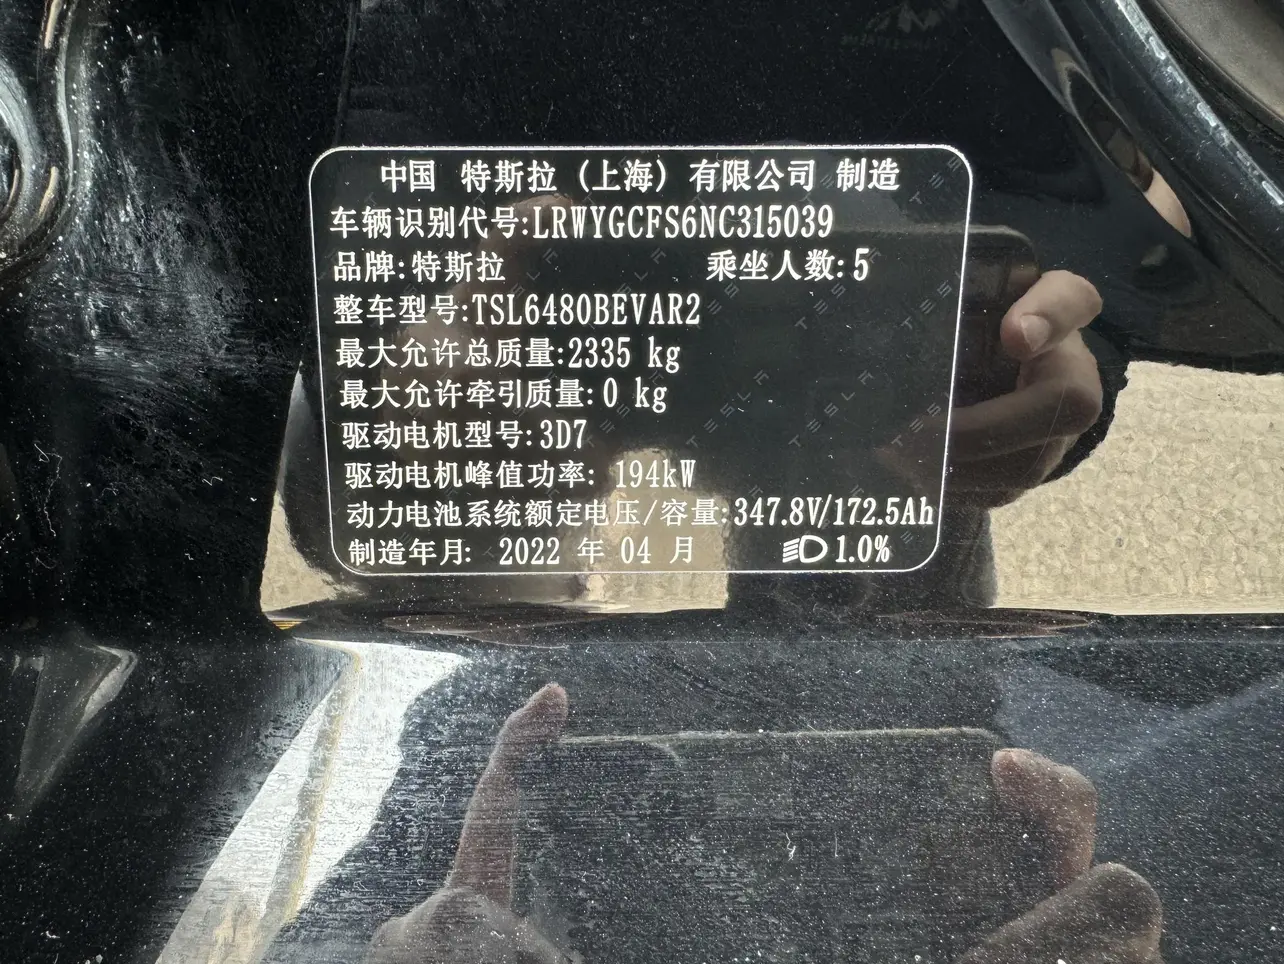 中国 特斯拉 (上海) 有限公司 制造
车辆识别代号:LRWYGCFS6NC315039
品牌:特斯拉 乘坐人数:5
整车型号:TSL6480BEVAR2
最大允许总质量:2335 kg
最大允许牵引质量:0 kg
驱动电机型号:3D7
驱动电机峰值功率: 194kW
动力电池系统额定电压/容量:347.8V/172.5Ah
制造年月: 2022 年 04 月 1.0%